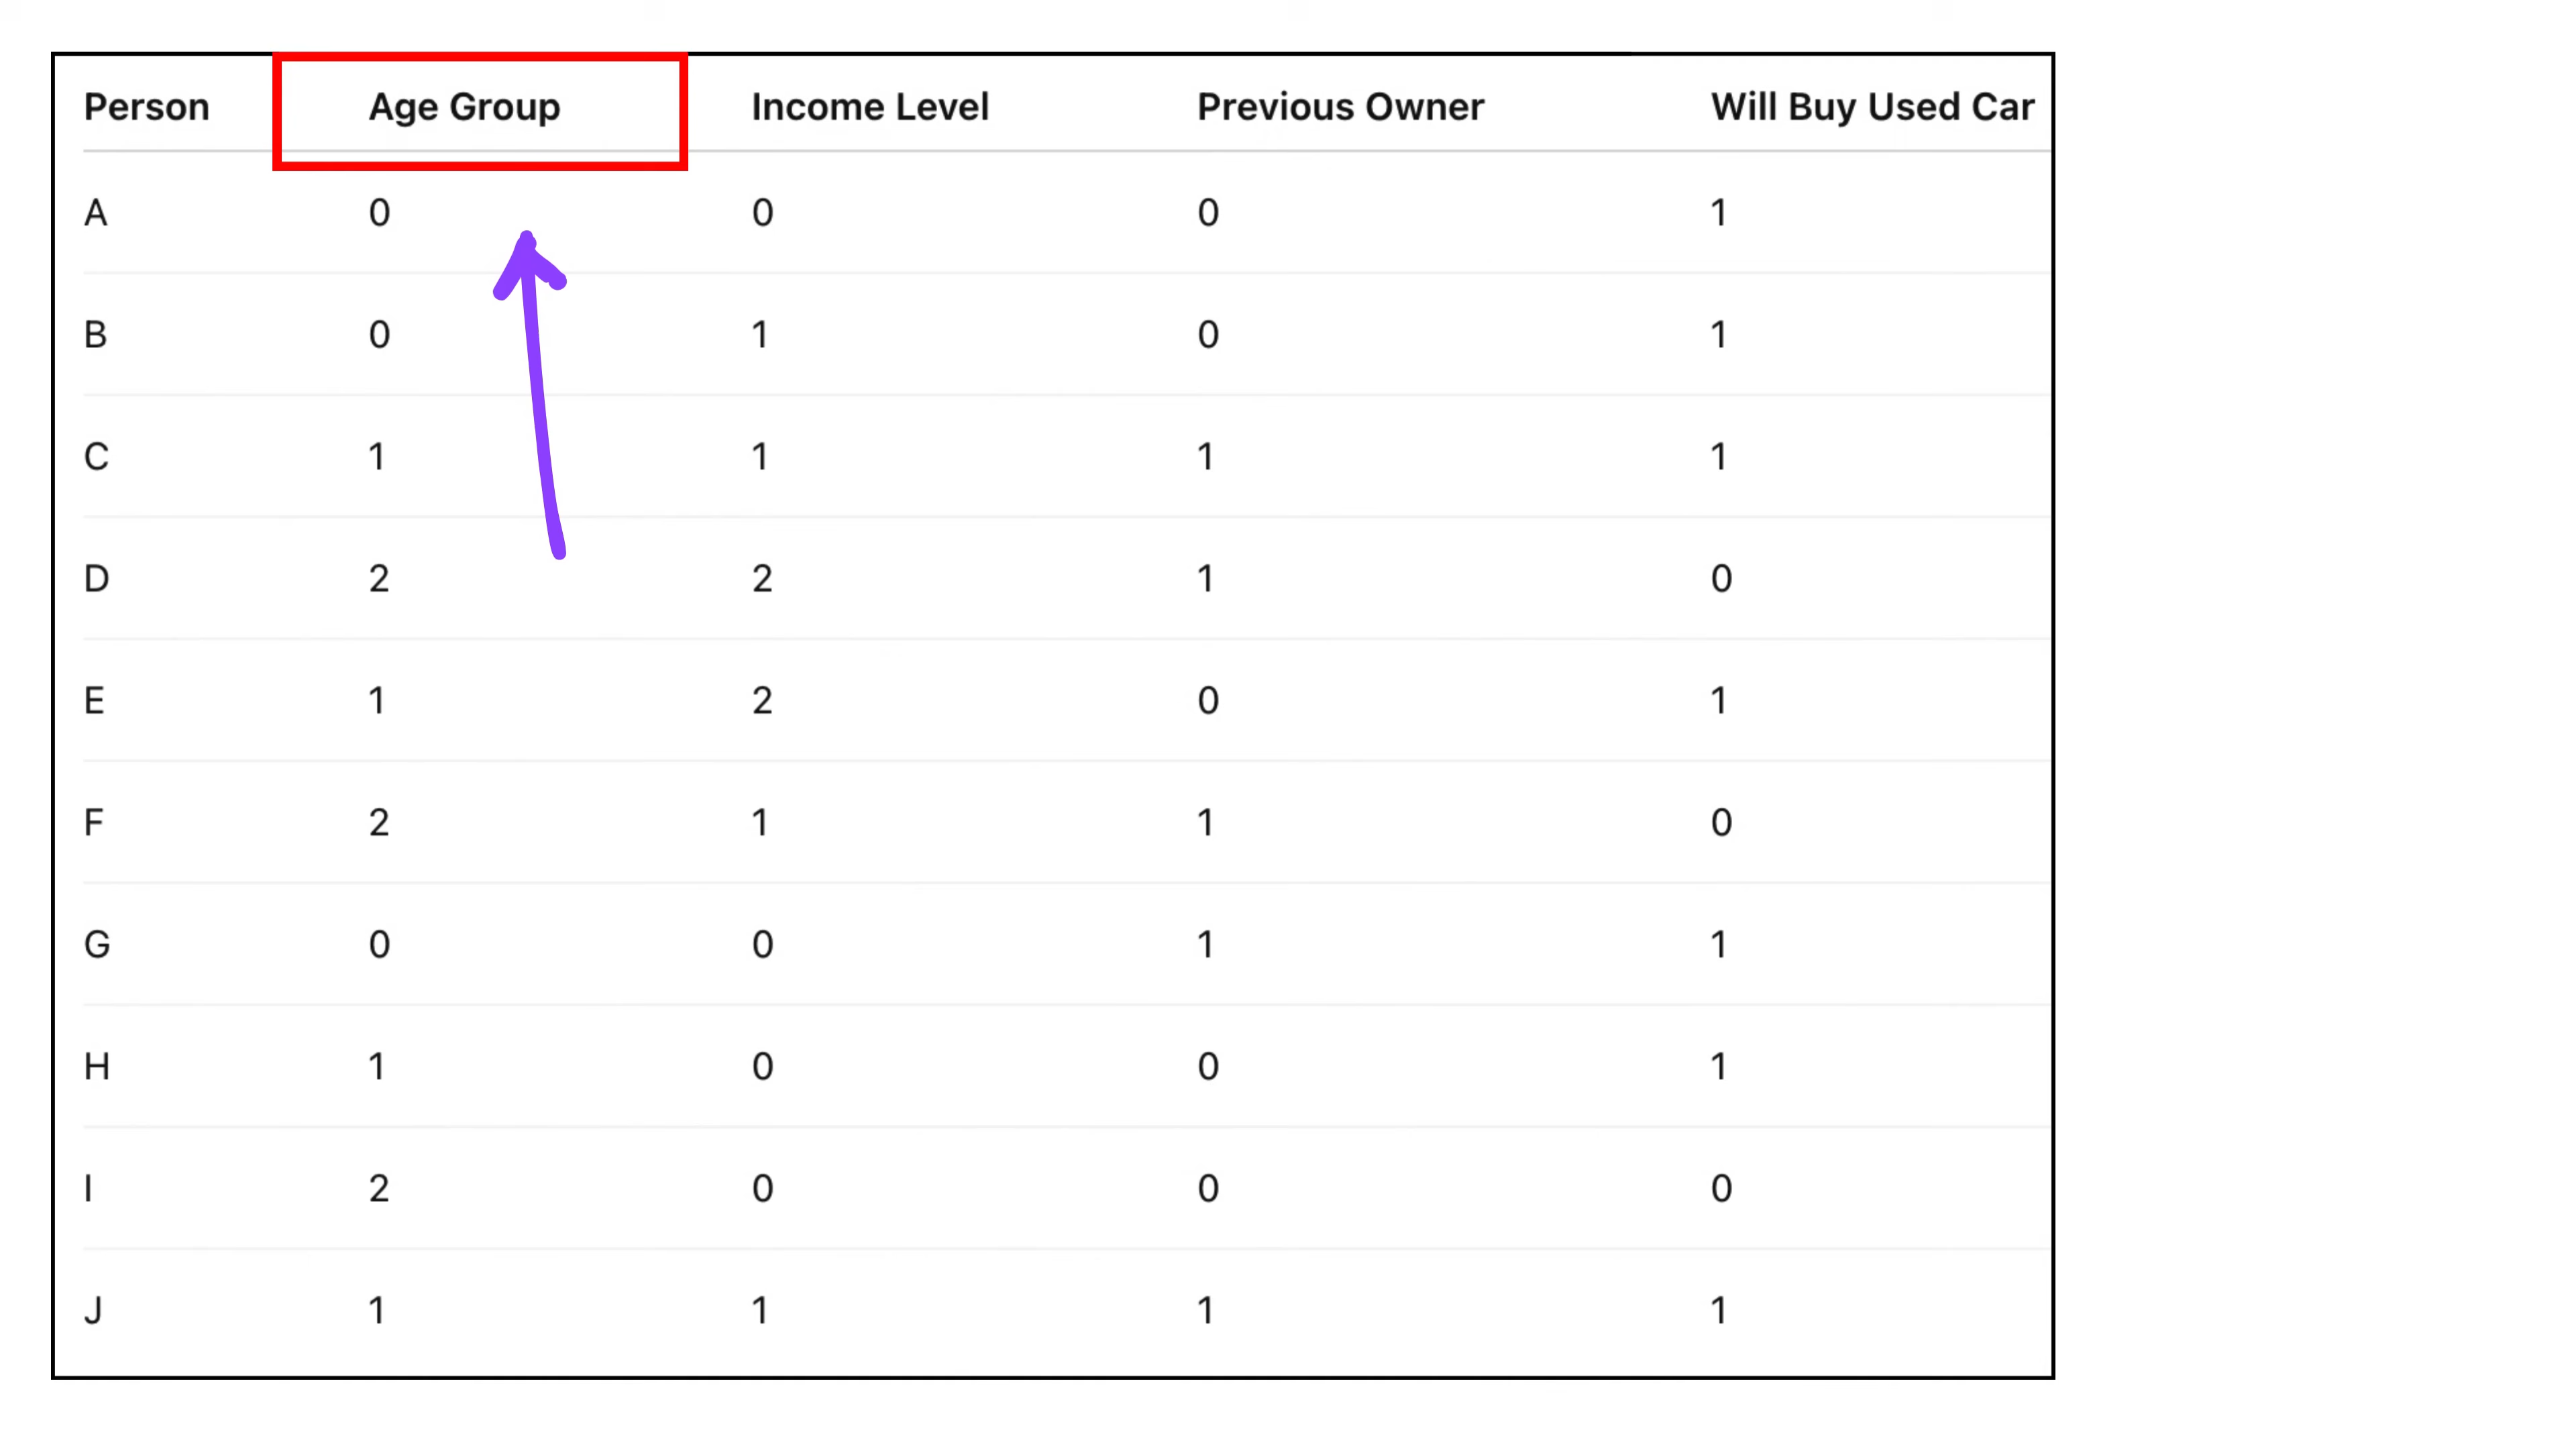 Person Age Group Income Level Previous Owner Will Buy Used Car
A 0 0 0 1
B 0 1 0 1
C 1 1 1 1
D 2 2 1 0
E 1 2 0 1
F 2 1 1 0
G 0 0 1 1
H 1 0 0 1
I 2 0 0 0
J 1 1 1 1